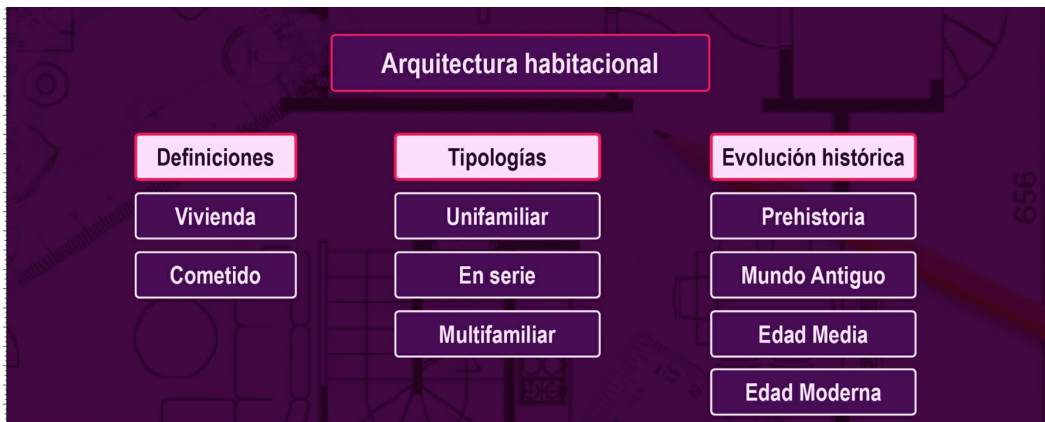 Arquitectura habitacional
Definiciones
Vivienda
Cometido
Tipologías
Unifamiliar
En serie
Multifamiliar
Evolución histórica
Prehistoria
Mundo Antiguo
Edad Media
Edad Moderna
656